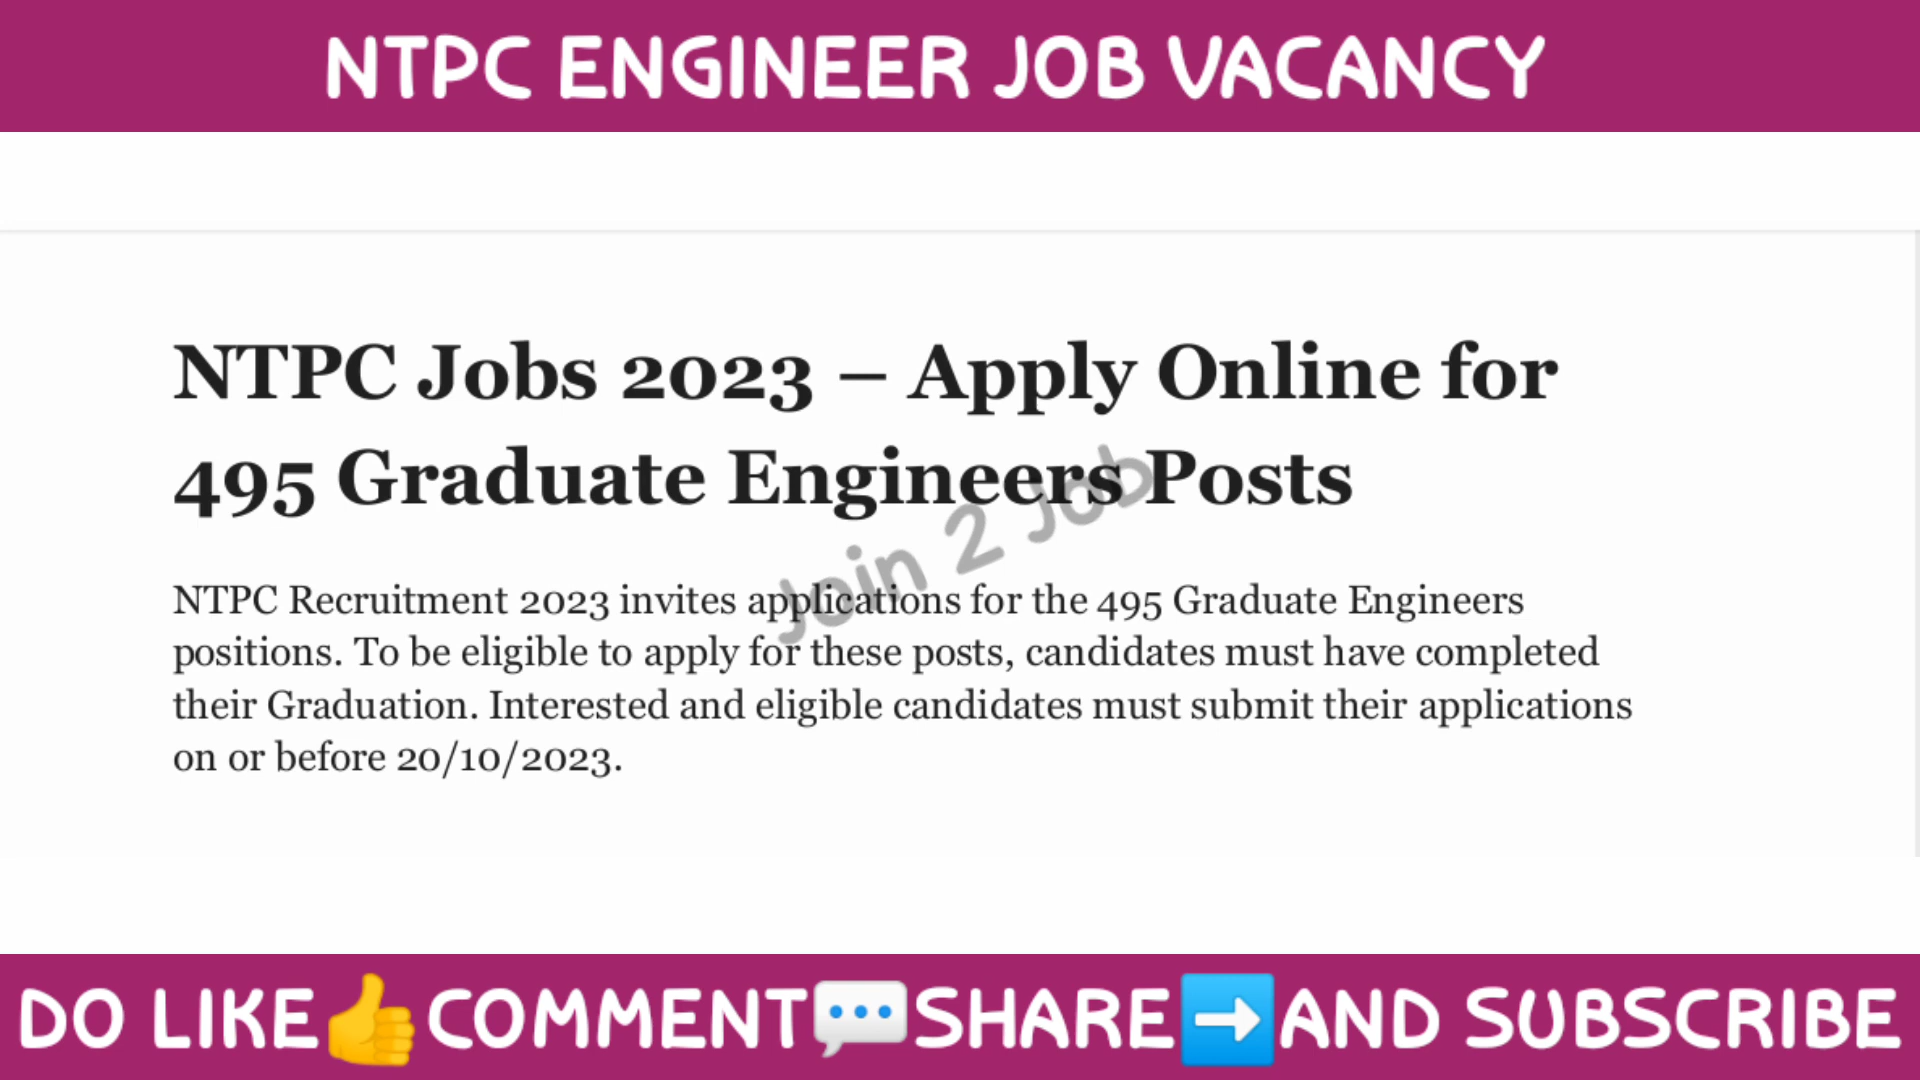 NTPC ENGINEER JOB VACANCY
NTPC Jobs 2023 – Apply Online for
495 Graduate Engineers Posts
Join 2 Job
NTPC Recruitment 2023 invites applications for the 495 Graduate Engineers
positions. To be eligible to apply for these posts, candidates must have completed
their Graduation. Interested and eligible candidates must submit their applications
on or before 20/10/2023.
DO LIKE👍COMMENT💬SHARE➡️AND SUBSCRIBE